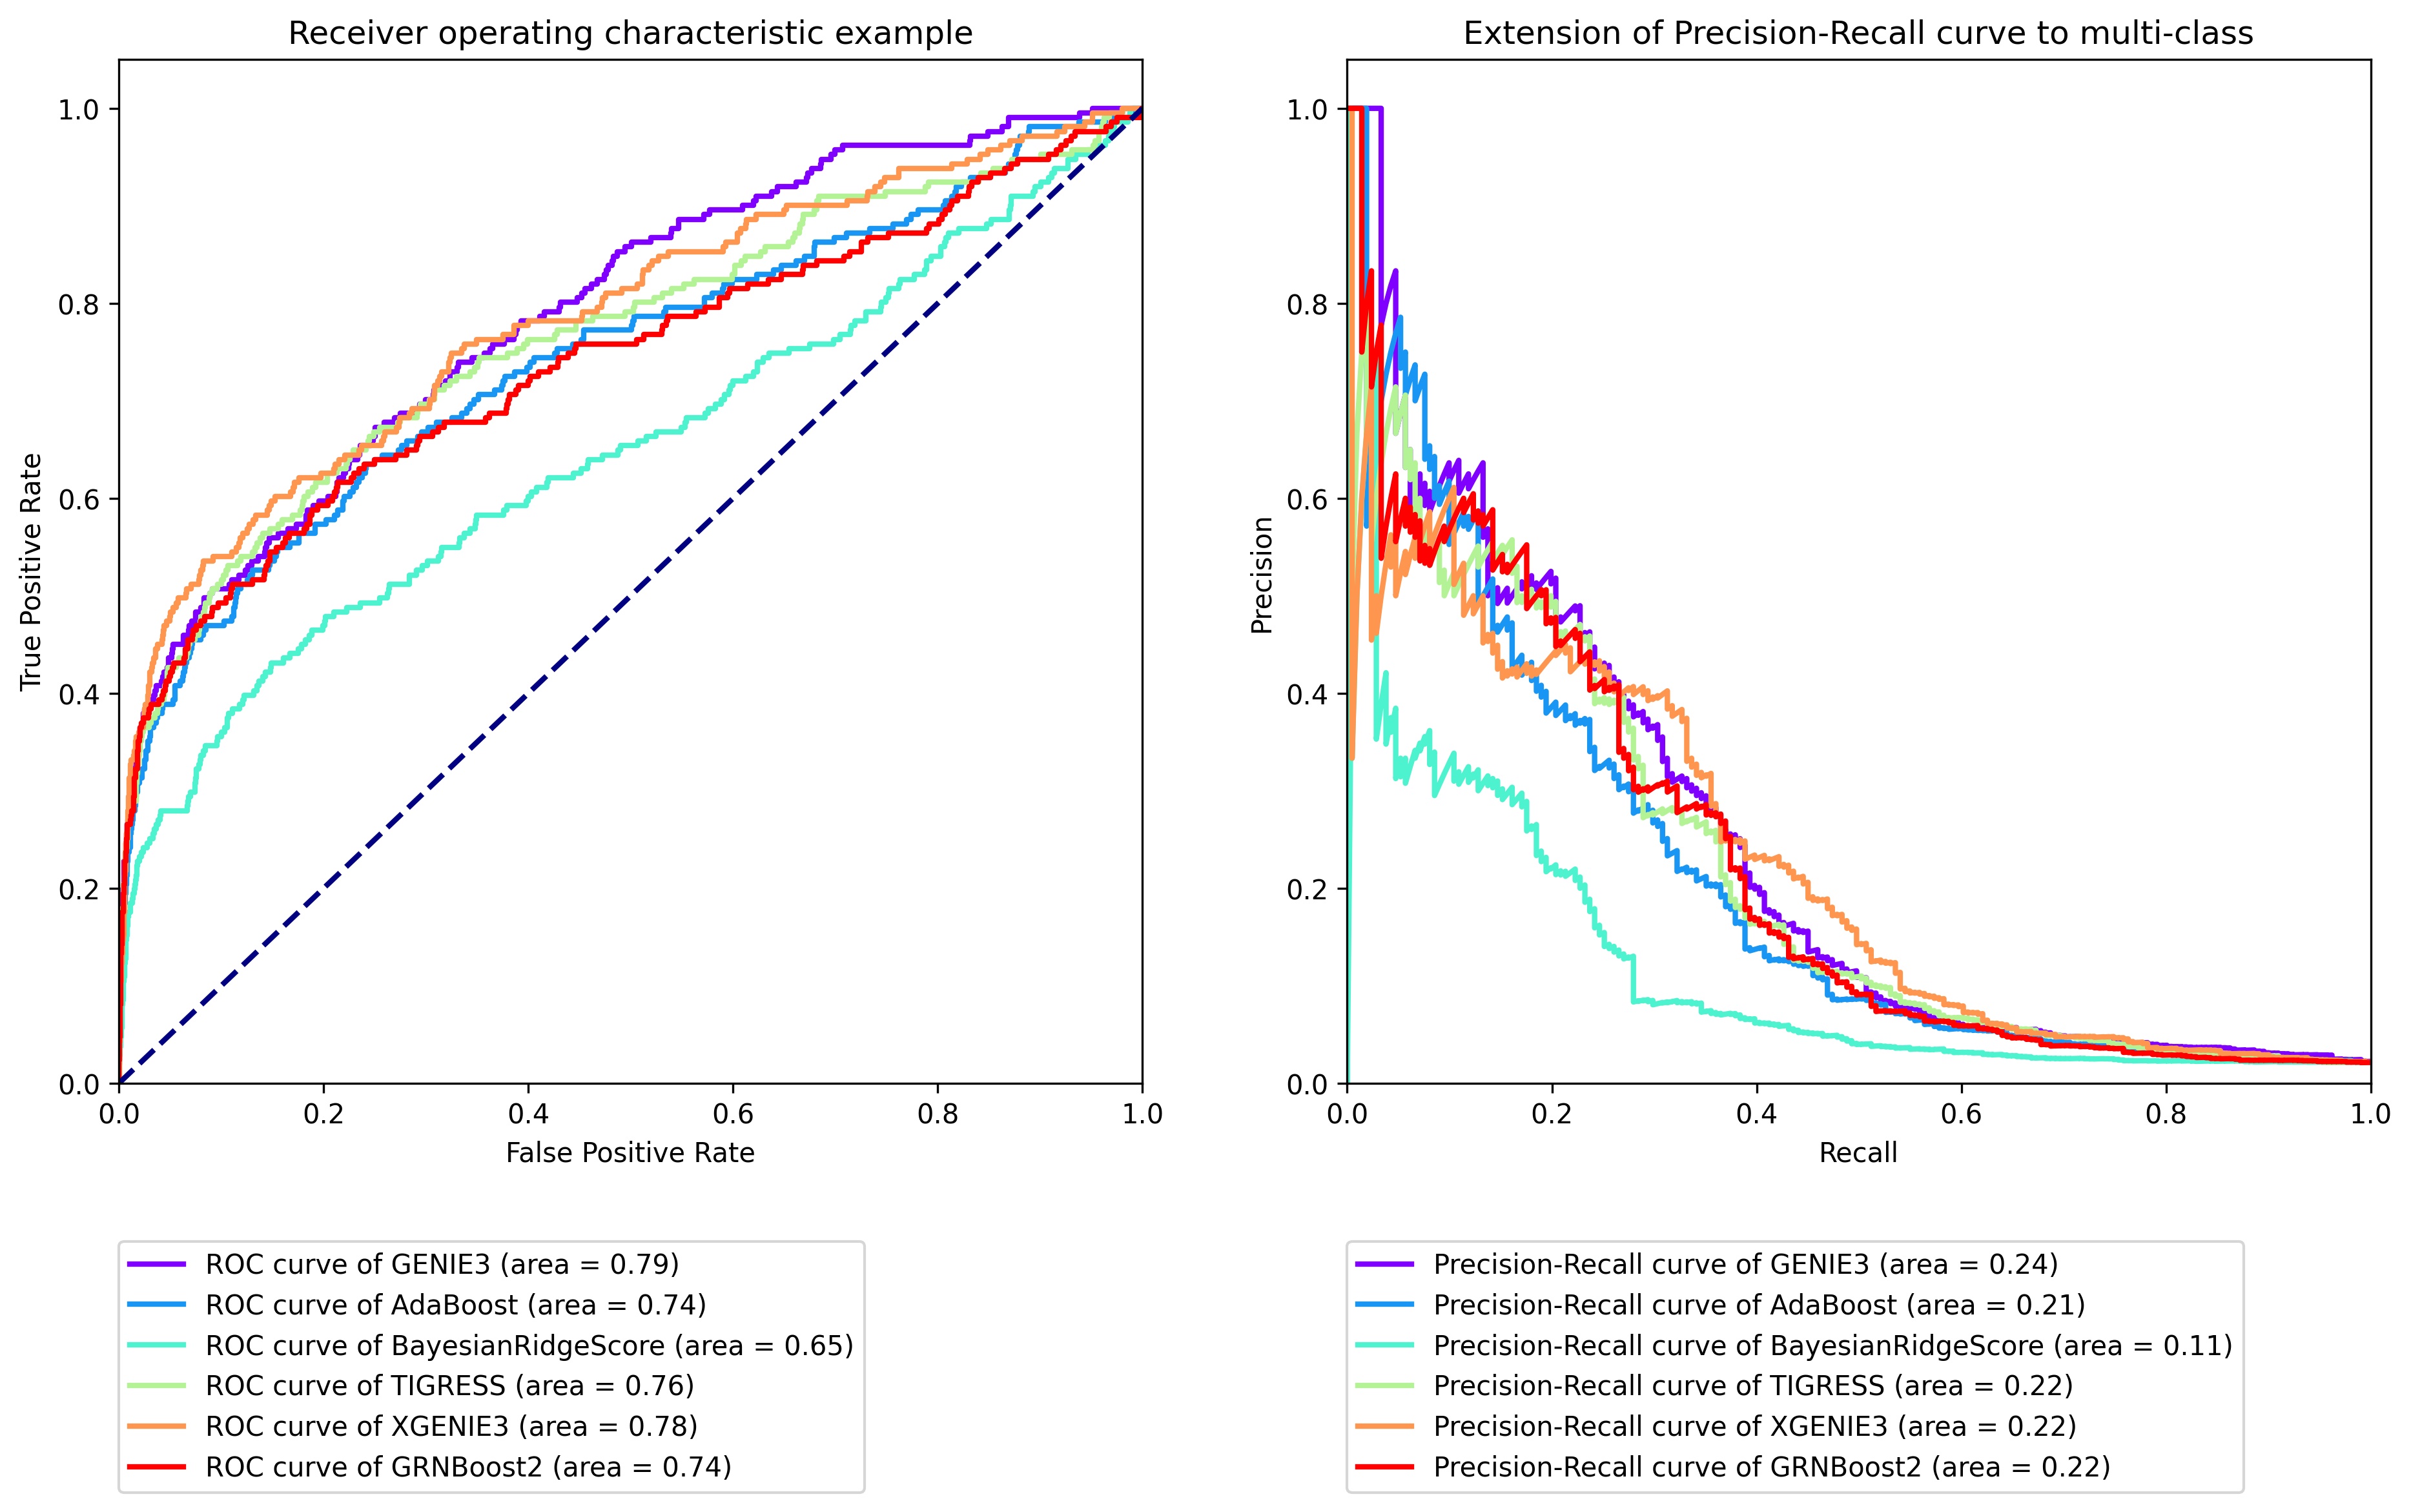 Receiver operating characteristic example
True Positive Rate
1.0
0.8
0.6
0.4
0.2
0.0
0.0 0.2 0.4 0.6 0.8 1.0
False Positive Rate
ROC curve of GENIE3 (area = 0.79)
ROC curve of AdaBoost (area = 0.74)
ROC curve of BayesianRidgeScore (area = 0.65)
ROC curve of TIGRESS (area = 0.76)
ROC curve of XGENIE3 (area = 0.78)
ROC curve of GRNBoost2 (area = 0.74)
Extension of Precision-Recall curve to multi-class
Precision
1.0
0.8
0.6
0.4
0.2
0.0
0.0 0.2 0.4 0.6 0.8 1.0
Recall
Precision-Recall curve of GENIE3 (area = 0.24)
Precision-Recall curve of AdaBoost (area = 0.21)
Precision-Recall curve of BayesianRidgeScore (area = 0.11)
Precision-Recall curve of TIGRESS (area = 0.22)
Precision-Recall curve of XGENIE3 (area = 0.22)
Precision-Recall curve of GRNBoost2 (area = 0.22)